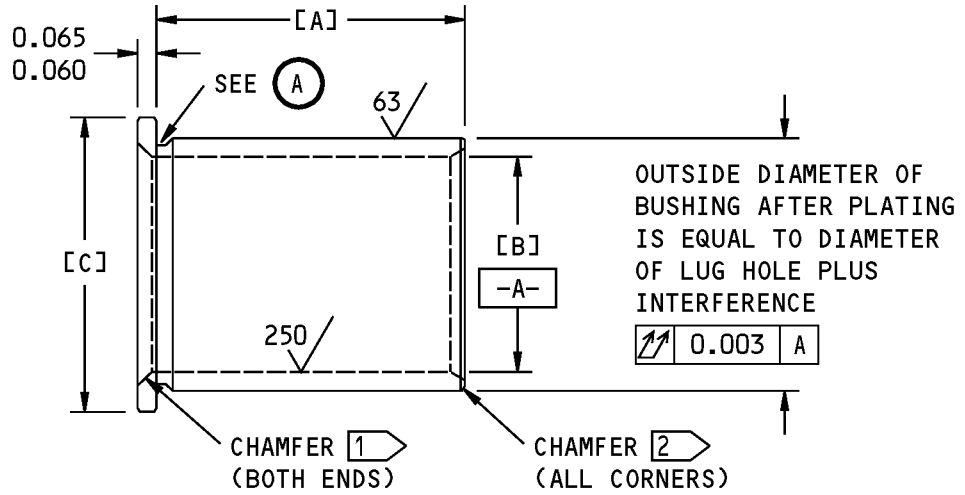 [A]
0.065
0.060
SEE A
63
OUTSIDE DIAMETER OF
BUSHING AFTER PLATING
IS EQUAL TO DIAMETER
OF LUG HOLE PLUS
INTERFERENCE
0.003 A
[B]
-A-
[C]
250
CHAMFER 1
(BOTH ENDS)
CHAMFER 2
(ALL CORNERS)